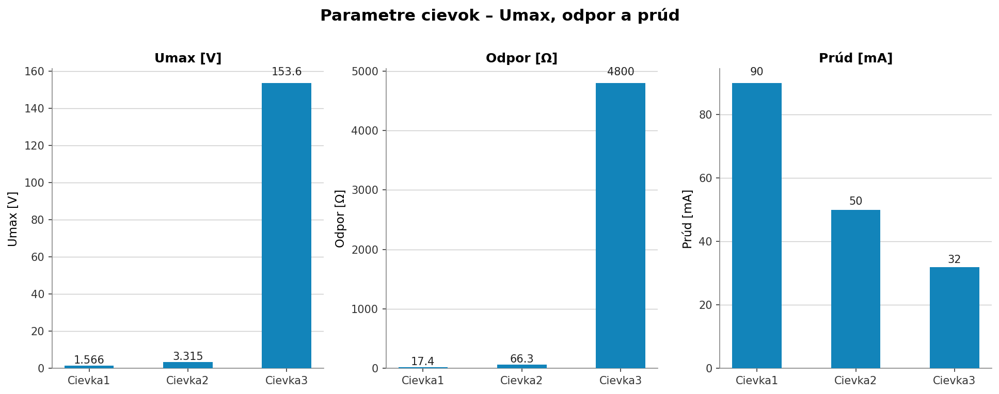 Parametre cievok – Umax, odpor a prúd
Umax [V]
Umax [V]
160
140
120
100
80
60
40
20
0
1.566
3.315
153.6
Cievka1
Cievka2
Cievka3
Odpor [Ω]
Odpor [Ω]
5000
4000
3000
2000
1000
0
17.4
66.3
4800
Cievka1
Cievka2
Cievka3
Prúd [mA]
Prúd [mA]
80
60
40
20
0
90
50
32
Cievka1
Cievka2
Cievka3